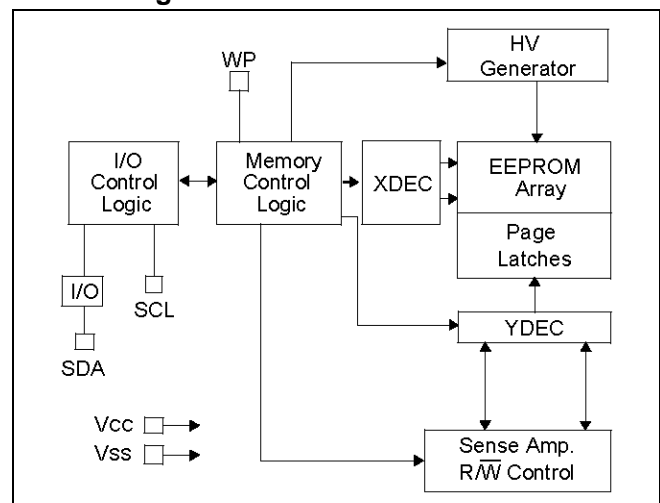 WP
HV
Generator
I/O
Control
Logic
Memory
Control
Logic
XDEC
EEPROM
Array
Page
Latches
I/O
SCL
SDA
YDEC
Vcc
Vss
Sense Amp.
R/W̅ Control